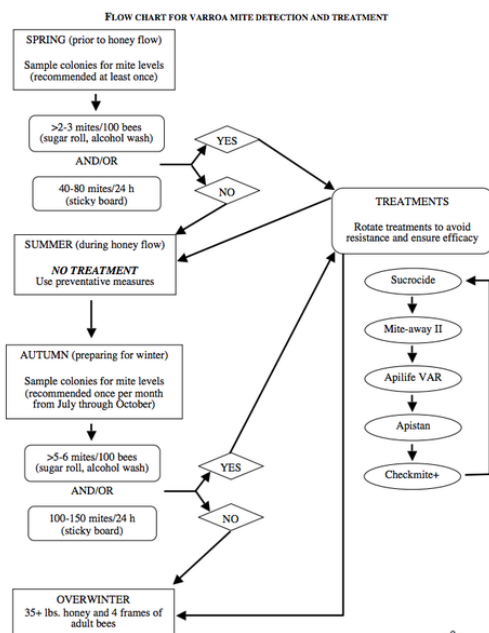 FLOW CHART FOR VARROA MITE DETECTION AND TREATMENT
SPRING (prior to honey flow)
Sample colonies for mite levels
(recommended at least once)
>2-3 mites/100 bees
(sugar roll, alcohol wash)
AND/OR
40-80 mites/24 h
(sticky board)
YES
NO
SUMMER (during honey flow)
NO TREATMENT
Use preventative measures
AUTUMN (preparing for winter)
Sample colonies for mite levels
(recommended once per month
from July through October)
>5-6 mites/100 bees
(sugar roll, alcohol wash)
AND/OR
100-150 mites/24 h
(sticky board)
YES
NO
OVERWINTER
35+ lbs. honey and 4 frames of
adult bees
TREATMENTS
Rotate treatments to avoid
resistance and ensure efficacy
Sucrocide
Mite-away II
Apilife VAR
Apistan
Checkmite+